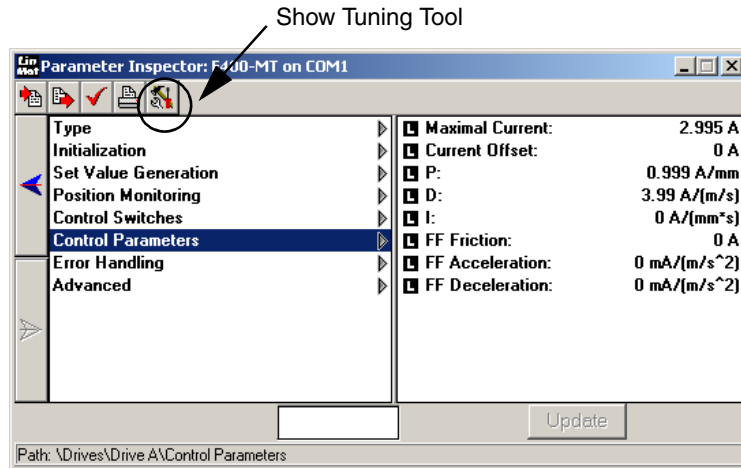 Show Tuning Tool
Lin Mot Parameter Inspector: E400-MT on COM1
Type
Initialization
Set Value Generation
Position Monitoring
Control Switches
Control Parameters
Error Handling
Advanced
L Maximal Current: 2.995 A
L Current Offset: 0 A
L P: 0.999 A/mm
L D: 3.99 A/(m/s)
L I: 0 A/(mm*s)
L FF Friction: 0 A
L FF Acceleration: 0 mA/(m/s^2)
L FF Deceleration: 0 mA/(m/s^2)
Update
Path: \Drives\Drive A\Control Parameters